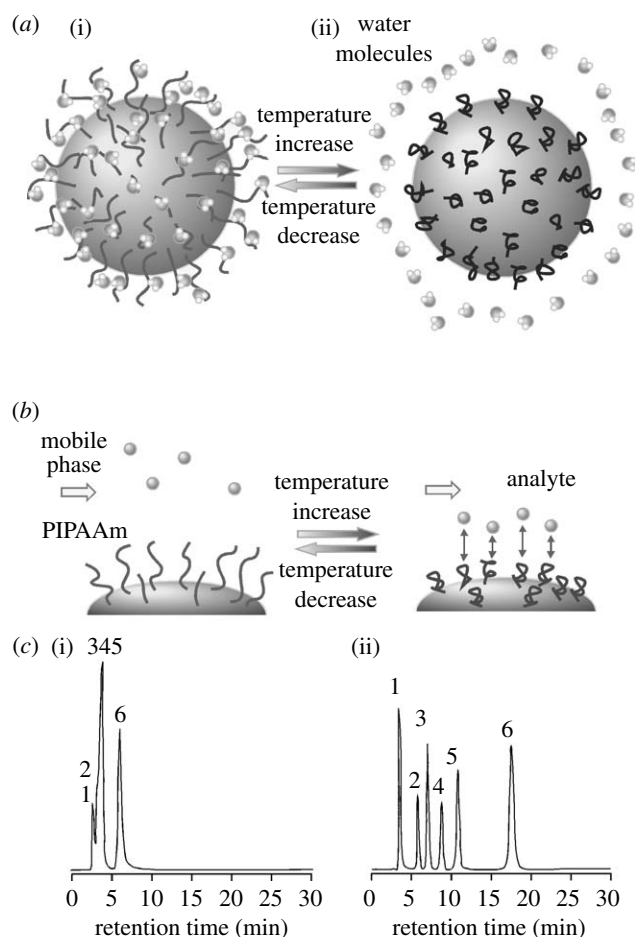 (a) (i) (ii) water
molecules
temperature
increase
temperature
decrease
(b)
mobile
phase
temperature
increase
analyte
PIPAAm
temperature
decrease
(c) (i) 345 (ii)
6
2
1
1
3
5
6
2
4
0 5 10 15 20 25 30
retention time (min)
0 5 10 15 20 25 30
retention time (min)